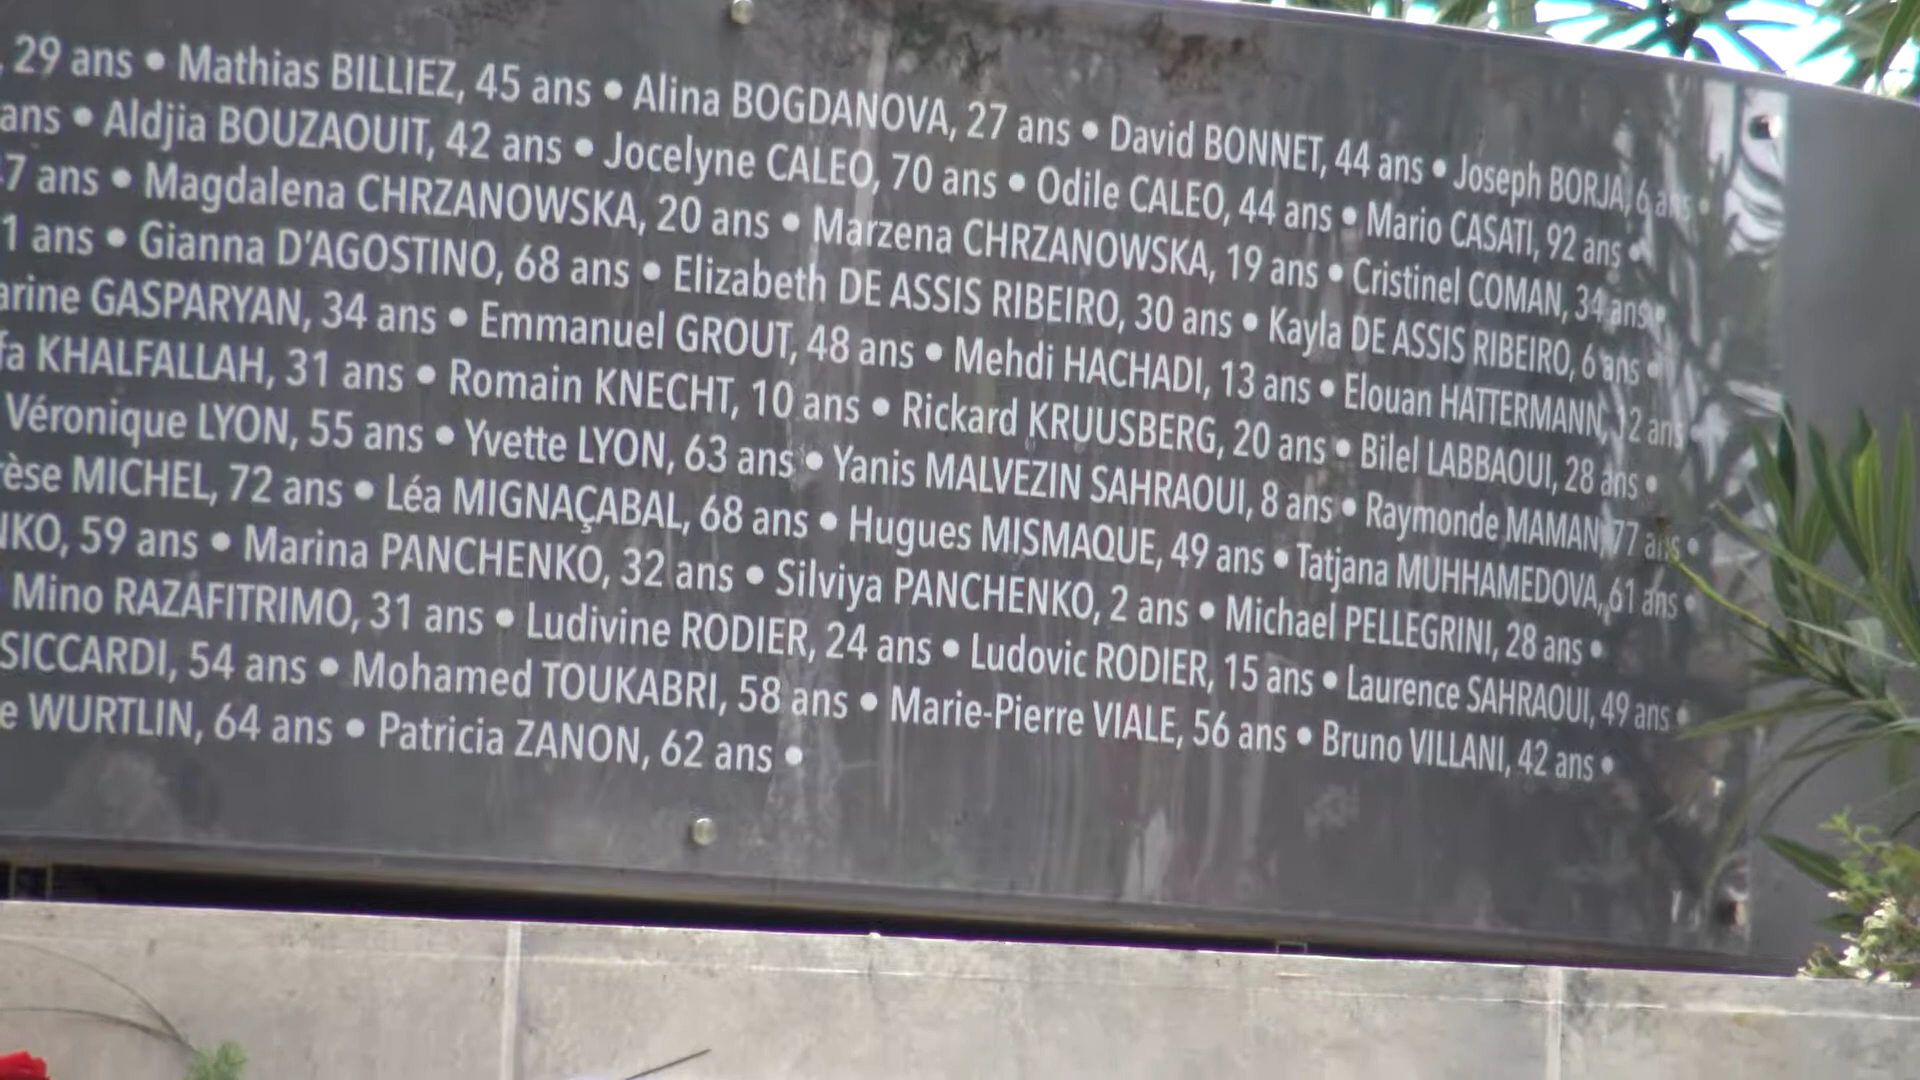 , 29 ans • Mathias BILLIEZ, 45 ans • Alina BOGDANOVA, 27 ans • David BONNET, 44 ans • Joseph BORJA, 6 ans •
ans • Aldjia BOUZAOUIT, 42 ans • Jocelyne CALEO, 70 ans • Odile CALEO, 44 ans • Mario CASATI, 92 ans •
7 ans • Magdalena CHRZANOWSKA, 20 ans • Marzena CHRZANOWSKA, 19 ans • Cristinel COMAN, 34 ans •
1 ans • Gianna D’AGOSTINO, 68 ans • Elizabeth DE ASSIS RIBEIRO, 30 ans • Kayla DE ASSIS RIBEIRO, 6 ans •
arine GASPARYAN, 34 ans • Emmanuel GROUT, 48 ans • Mehdi HACHADI, 13 ans • Elouan HATTERMANN, 12 ans
fa KHALFALLAH, 31 ans • Romain KNECHT, 10 ans • Rickard KRUUSBERG, 20 ans • Bilel LABBAOUI, 28 ans •
Véronique LYON, 55 ans • Yvette LYON, 63 ans • Yanis MALVEZIN SAHRAOUI, 8 ans • Raymonde MAMAN, 77 ans •
rèse MICHEL, 72 ans • Léa MIGNAÇABAL, 68 ans • Hugues MISMAQUE, 49 ans • Tatjana MUHHAMEDOVA, 61 ans •
NKO, 59 ans • Marina PANCHENKO, 32 ans • Silviya PANCHENKO, 2 ans • Michael PELLEGRINI, 28 ans •
Mino RAZAFITRIMO, 31 ans • Ludivine RODIER, 24 ans • Ludovic RODIER, 15 ans • Laurence SAHRAOUI, 49 ans •
SICCARDI, 54 ans • Mohamed TOUKABRI, 58 ans • Marie-Pierre VIALE, 56 ans • Bruno VILLANI, 42 ans •
e WURTLIN, 64 ans • Patricia ZANON, 62 ans •